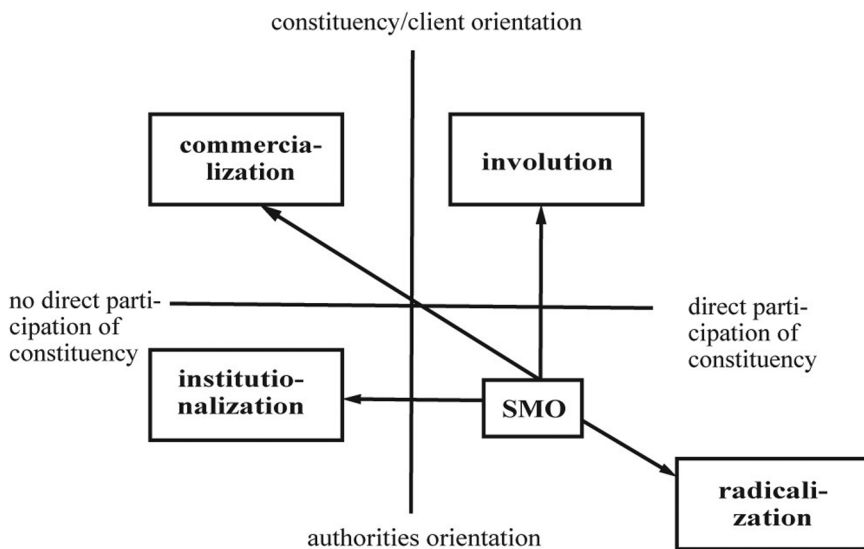 constituency/client orientation
commercia-
lization
involution
no direct parti-
cipation of
constituency
direct parti-
cipation of
constituency
institutio-
nalization
SMO
radicali-
zation
authorities orientation